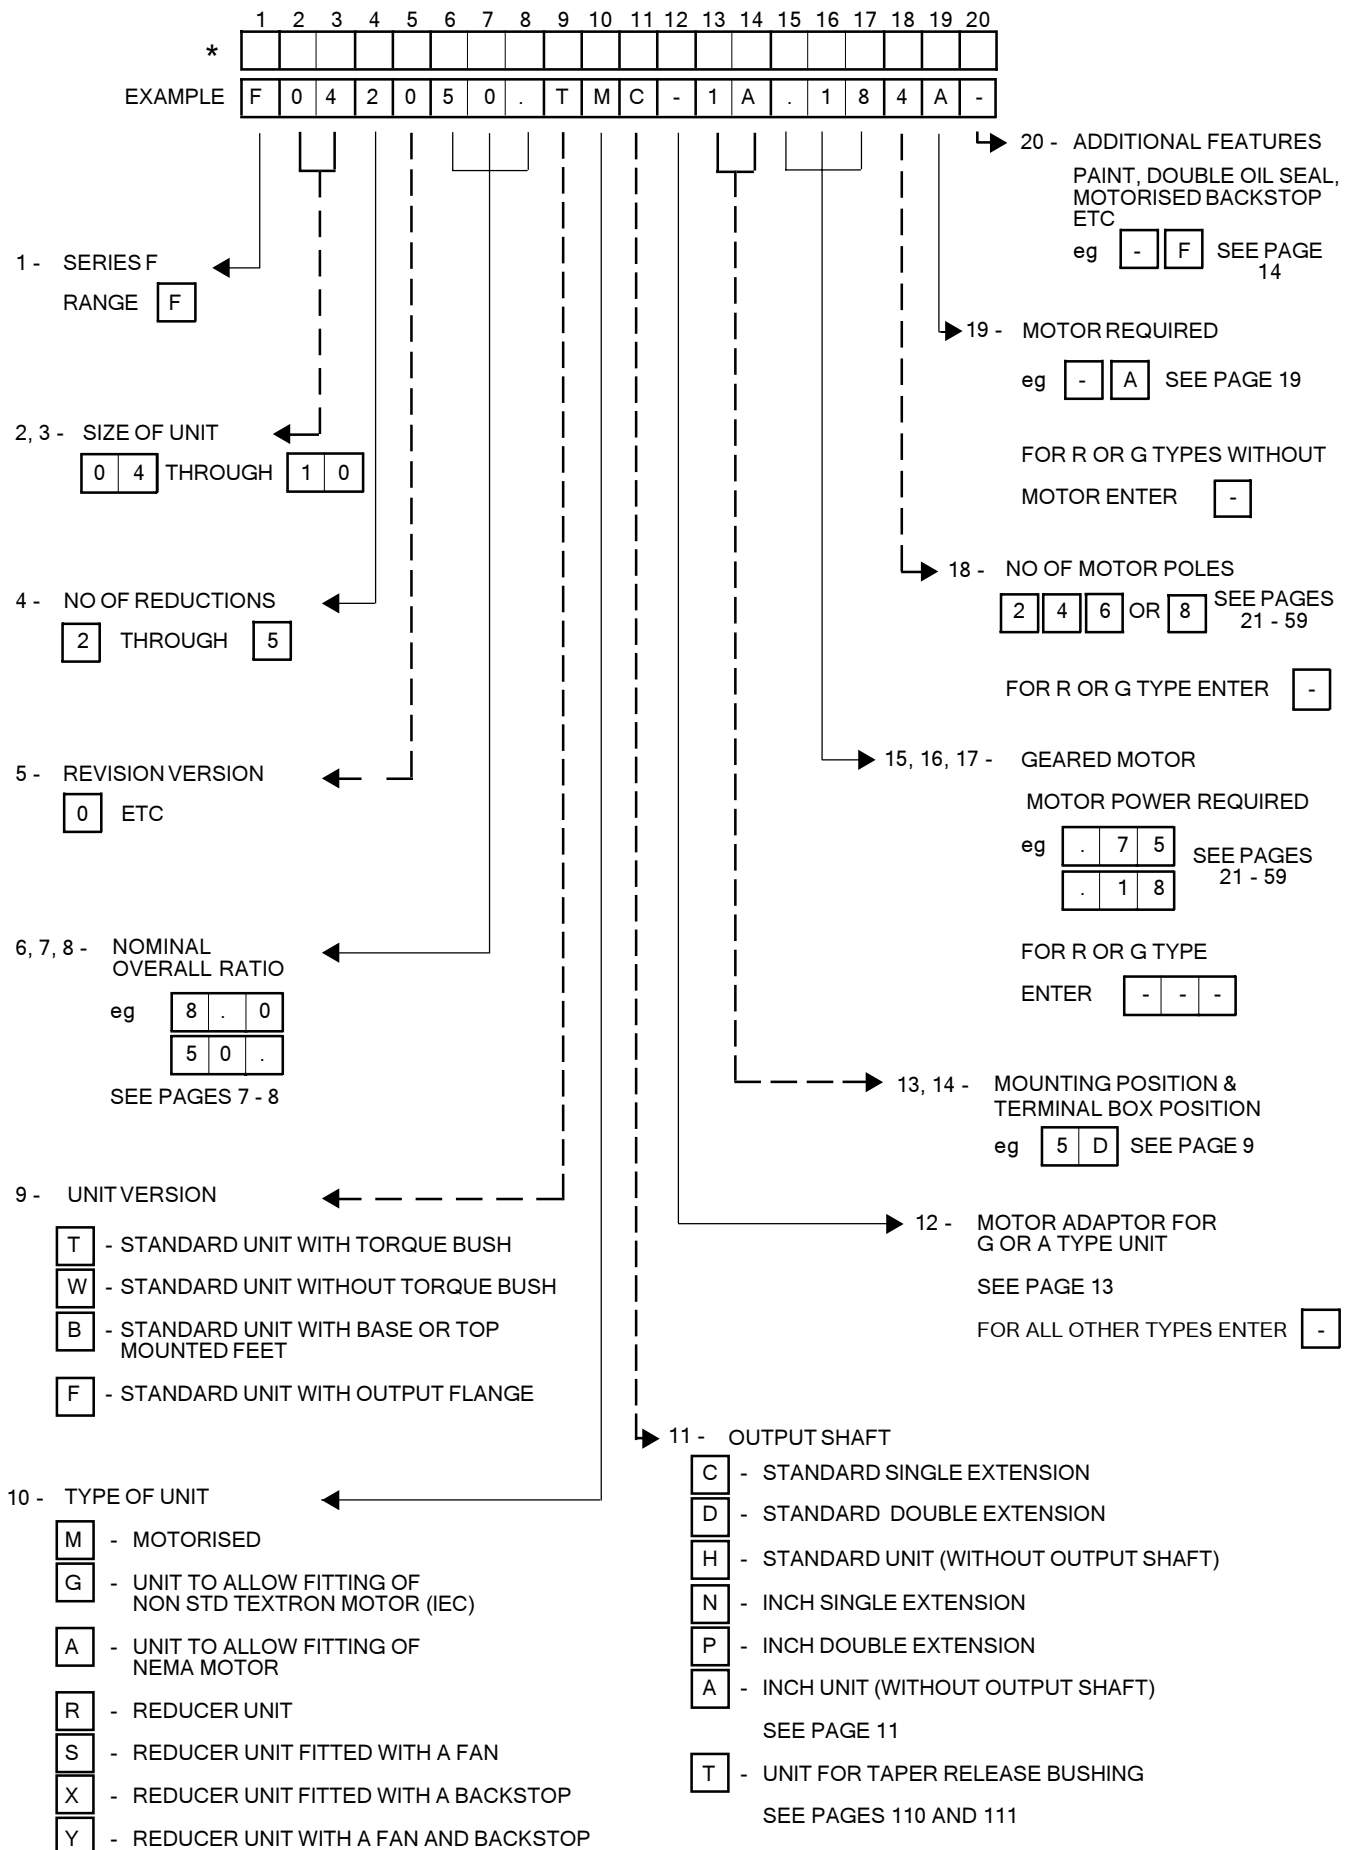 1 2 3 4 5 6 7 8 9 10 11 12 13 14 15 16 17 18 19 20
*
EXAMPLE F 0 4 2 0 5 0 . T M C - 1 A . 1 8 4 A -
1 - SERIES F
RANGE F
2, 3 - SIZE OF UNIT
0 4 THROUGH 1 0
4 - NO OF REDUCTIONS
2 THROUGH 5
5 - REVISION VERSION
0 ETC
6, 7, 8 - NOMINAL
OVERALL RATIO
eg 8 . 0
5 0 .
SEE PAGES 7 - 8
9 - UNIT VERSION
T - STANDARD UNIT WITH TORQUE BUSH
W - STANDARD UNIT WITHOUT TORQUE BUSH
B - STANDARD UNIT WITH BASE OR TOP
MOUNTED FEET
F - STANDARD UNIT WITH OUTPUT FLANGE
10 - TYPE OF UNIT
M - MOTORISED
G - UNIT TO ALLOW FITTING OF
NON STD TEXTRON MOTOR (IEC)
A - UNIT TO ALLOW FITTING OF
NEMA MOTOR
R - REDUCER UNIT
S - REDUCER UNIT FITTED WITH A FAN
X - REDUCER UNIT FITTED WITH A BACKSTOP
Y - REDUCER UNIT WITH A FAN AND BACKSTOP
20 - ADDITIONAL FEATURES
PAINT, DOUBLE OIL SEAL,
MOTORISED BACKSTOP
ETC
eg - F SEE PAGE
14
19 - MOTOR REQUIRED
eg - A SEE PAGE 19
FOR R OR G TYPES WITHOUT
MOTOR ENTER -
18 - NO OF MOTOR POLES
2 4 6 OR 8 SEE PAGES
21 - 59
FOR R OR G TYPE ENTER -
15, 16, 17 - GEARED MOTOR
MOTOR POWER REQUIRED
eg . 7 5 SEE PAGES
. 1 8 21 - 59
FOR R OR G TYPE
ENTER - - -
13, 14 - MOUNTING POSITION &
TERMINAL BOX POSITION
eg 5 D SEE PAGE 9
12 - MOTOR ADAPTOR FOR
G OR A TYPE UNIT
SEE PAGE 13
FOR ALL OTHER TYPES ENTER -
11 - OUTPUT SHAFT
C - STANDARD SINGLE EXTENSION
D - STANDARD DOUBLE EXTENSION
H - STANDARD UNIT (WITHOUT OUTPUT SHAFT)
N - INCH SINGLE EXTENSION
P - INCH DOUBLE EXTENSION
A - INCH UNIT (WITHOUT OUTPUT SHAFT)
SEE PAGE 11
T - UNIT FOR TAPER RELEASE BUSHING
SEE PAGES 110 AND 111